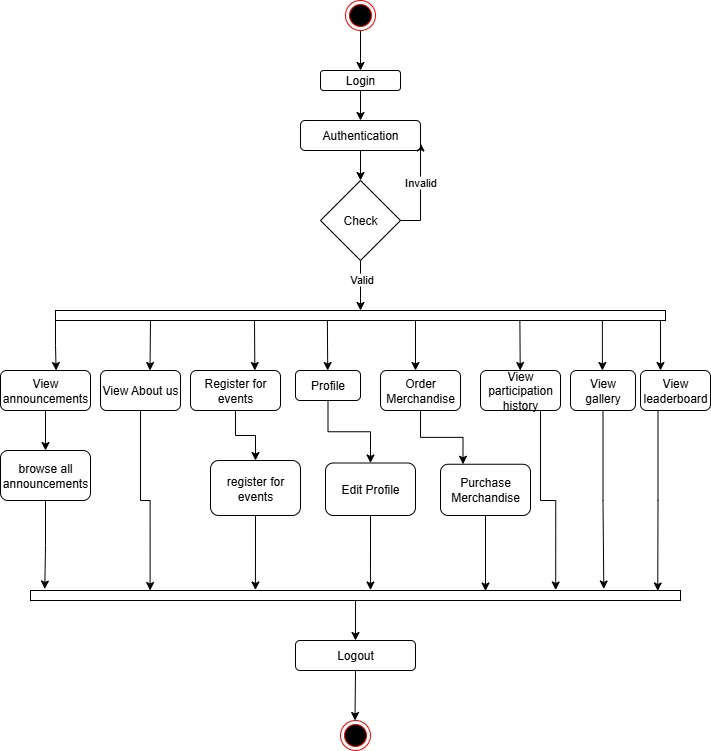 Login
Authentication
Invalid
Check
Valid
View
announcements
View About us
Register for
events
Profile
Order
Merchandise
View
participation
history
View
gallery
View
leaderboard
browse all
announcements
register for
events
Edit Profile
Purchase
Merchandise
Logout